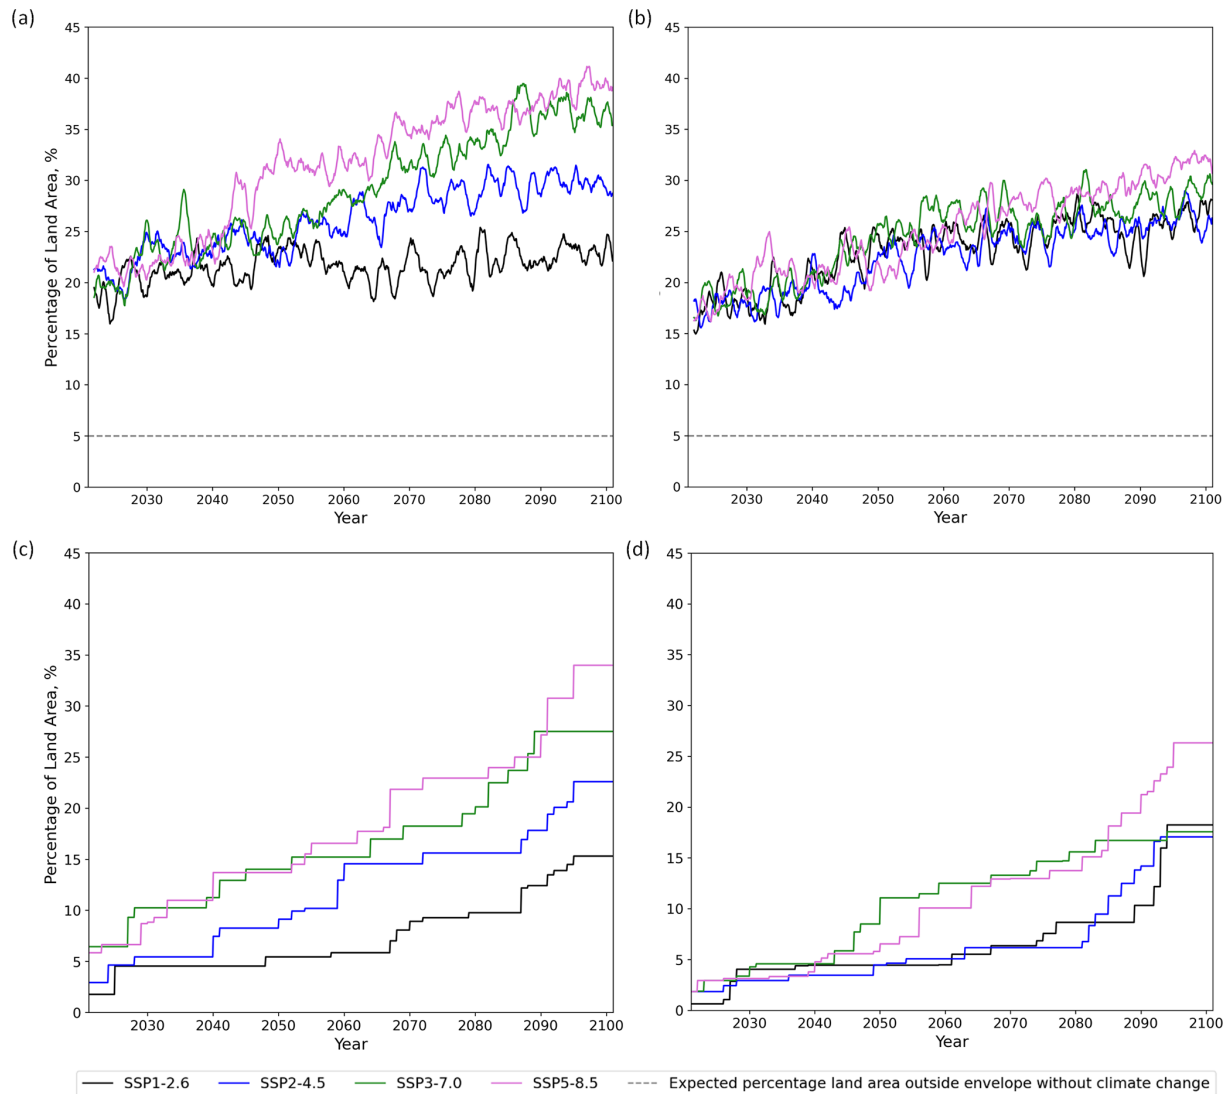 (a)
(b)
45
40
35
30
25
20
15
10
5
0
Percentage of Land Area, %
2030 2040 2050 2060 2070 2080 2090 2100
Year
45
40
35
30
25
20
15
10
5
0
2030 2040 2050 2060 2070 2080 2090 2100
Year
(c)
(d)
45
40
35
30
25
20
15
10
5
0
Percentage of Land Area, %
2030 2040 2050 2060 2070 2080 2090 2100
Year
45
40
35
30
25
20
15
10
5
0
2030 2040 2050 2060 2070 2080 2090 2100
Year
SSP1-2.6 SSP2-4.5 SSP3-7.0 SSP5-8.5 Expected percentage land area outside envelope without climate change